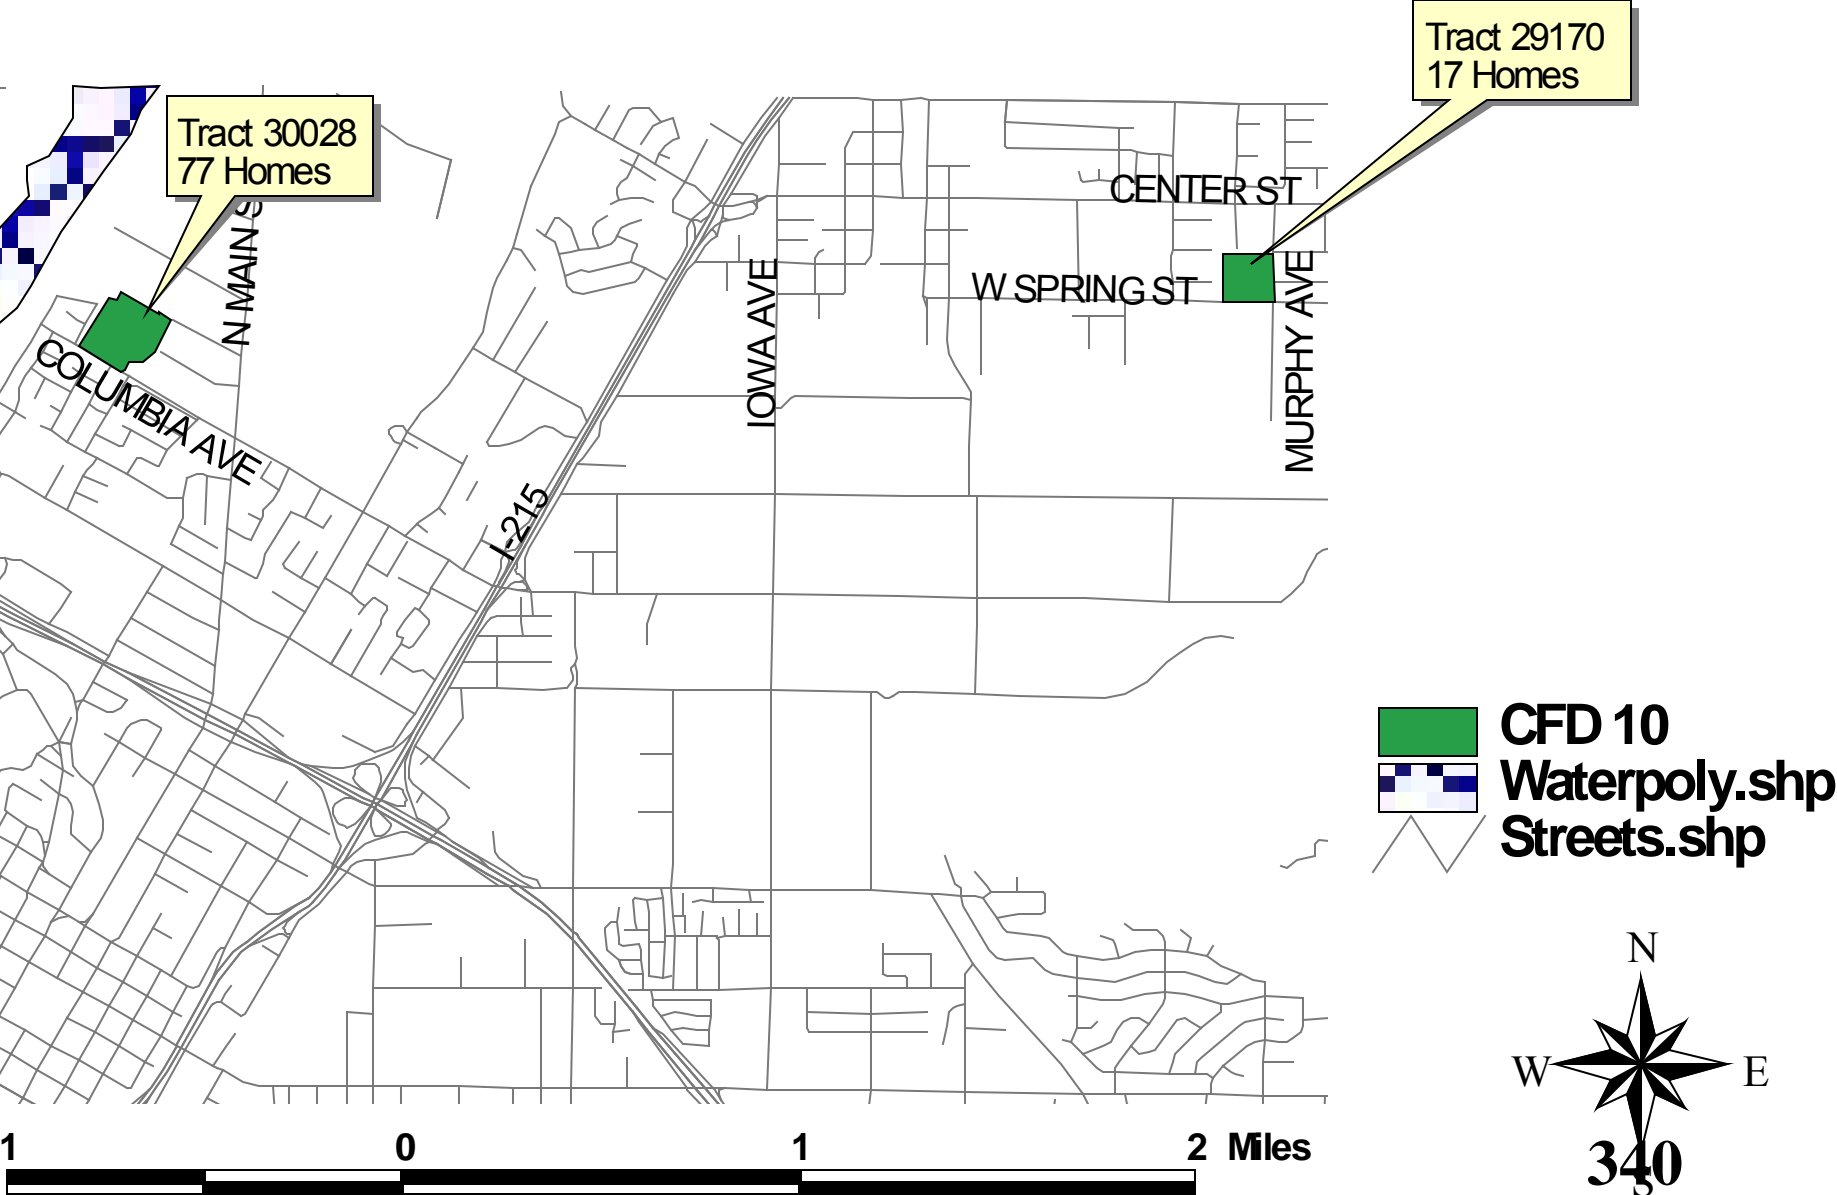 Tract 29170
17 Homes
Tract 30028
77 Homes
CENTER ST
N MAIN S
W SPRING ST
IOWA AVE
MURPHY AVE
COLUMBIA AVE
I-215
CFD 10
Waterpoly.shp
Streets.shp
N
W
E
S
340
1 0 1 2 Miles